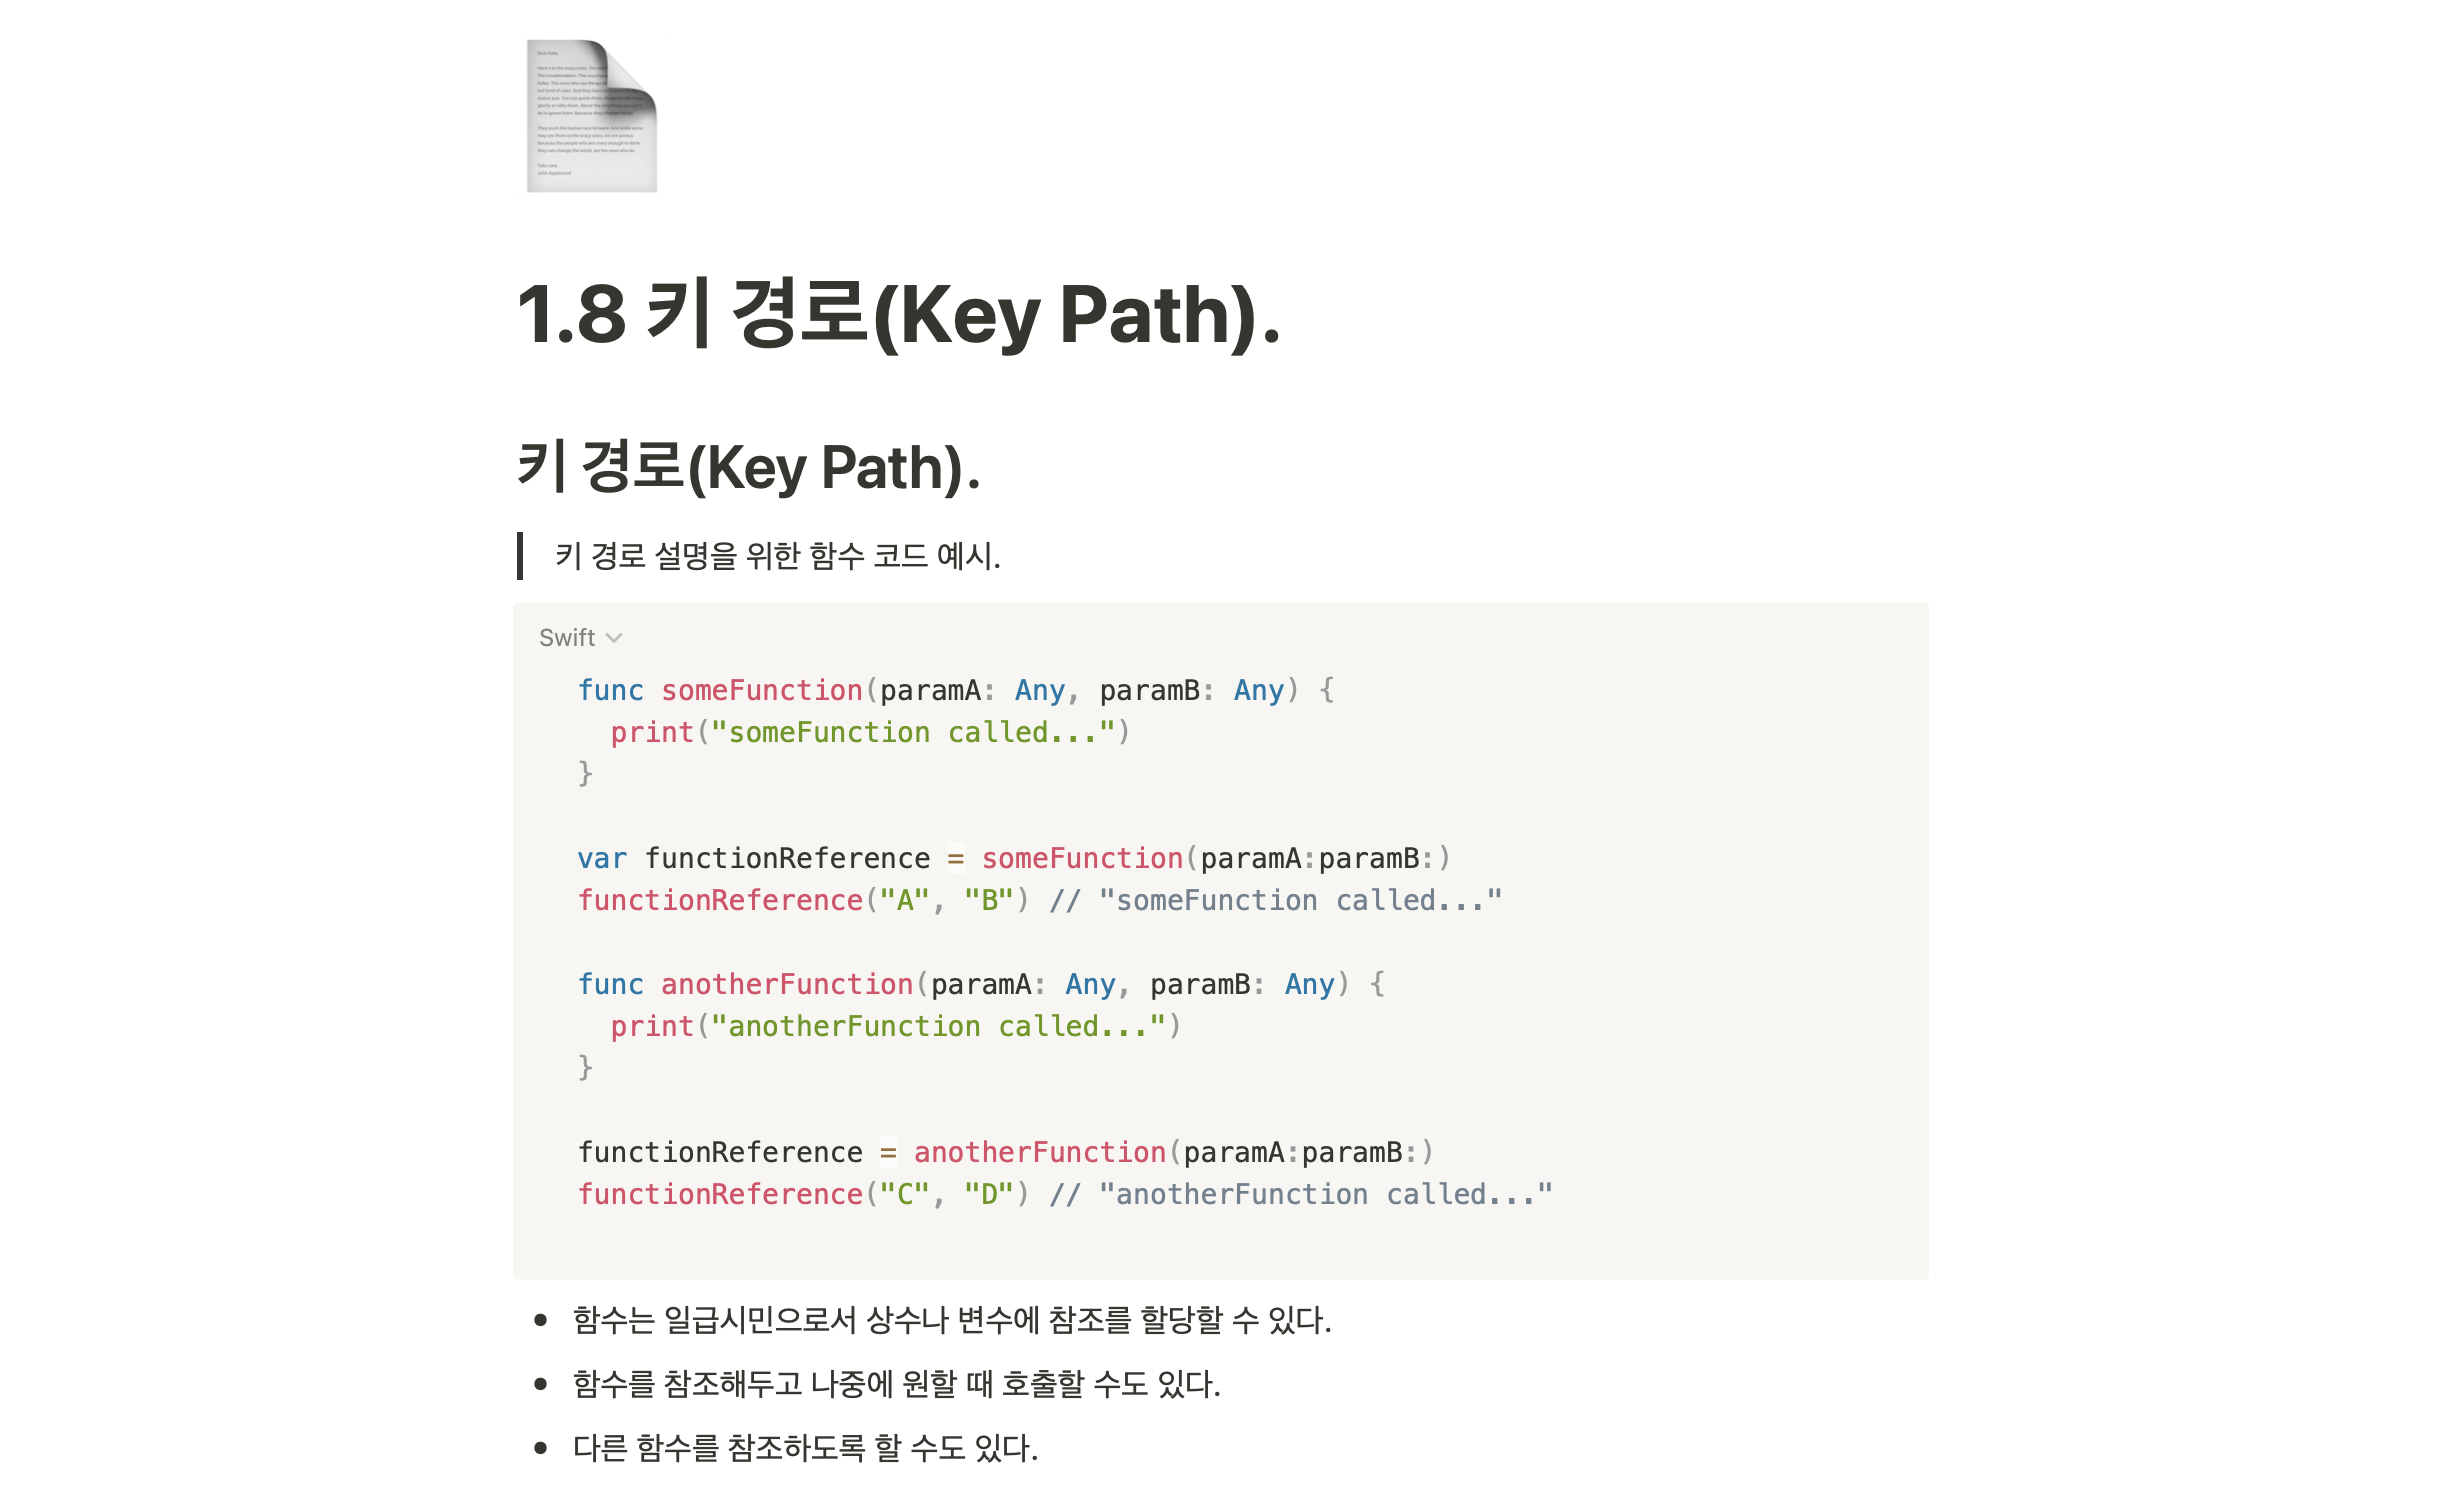 1.8 키 경로(Key Path).
키 경로(Key Path).
키 경로 설명을 위한 함수 코드 예시.
Swift
func someFunction(paramA: Any, paramB: Any) {
  print("someFunction called...")
}
var functionReference = someFunction(paramA:paramB:)
functionReference("A", "B") // "someFunction called..."
func anotherFunction(paramA: Any, paramB: Any) {
  print("anotherFunction called...")
}
functionReference = anotherFunction(paramA:paramB:)
functionReference("C", "D") // "anotherFunction called..."
• 함수는 일급시민으로서 상수나 변수에 참조를 할당할 수 있다.
• 함수를 참조해두고 나중에 원할 때 호출할 수도 있다.
• 다른 함수를 참조하도록 할 수도 있다.